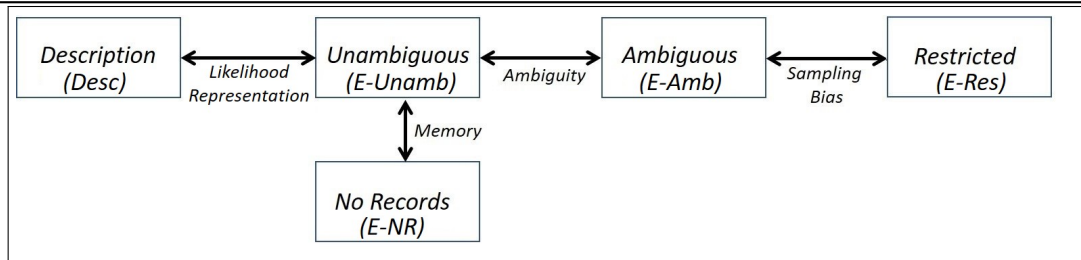 Description
(Desc)
Likelihood
Representation
Unambiguous
(E-Unamb)
Ambiguity
Ambiguous
(E-Amb)
Sampling
Bias
Restricted
(E-Res)
Memory
No Records
(E-NR)